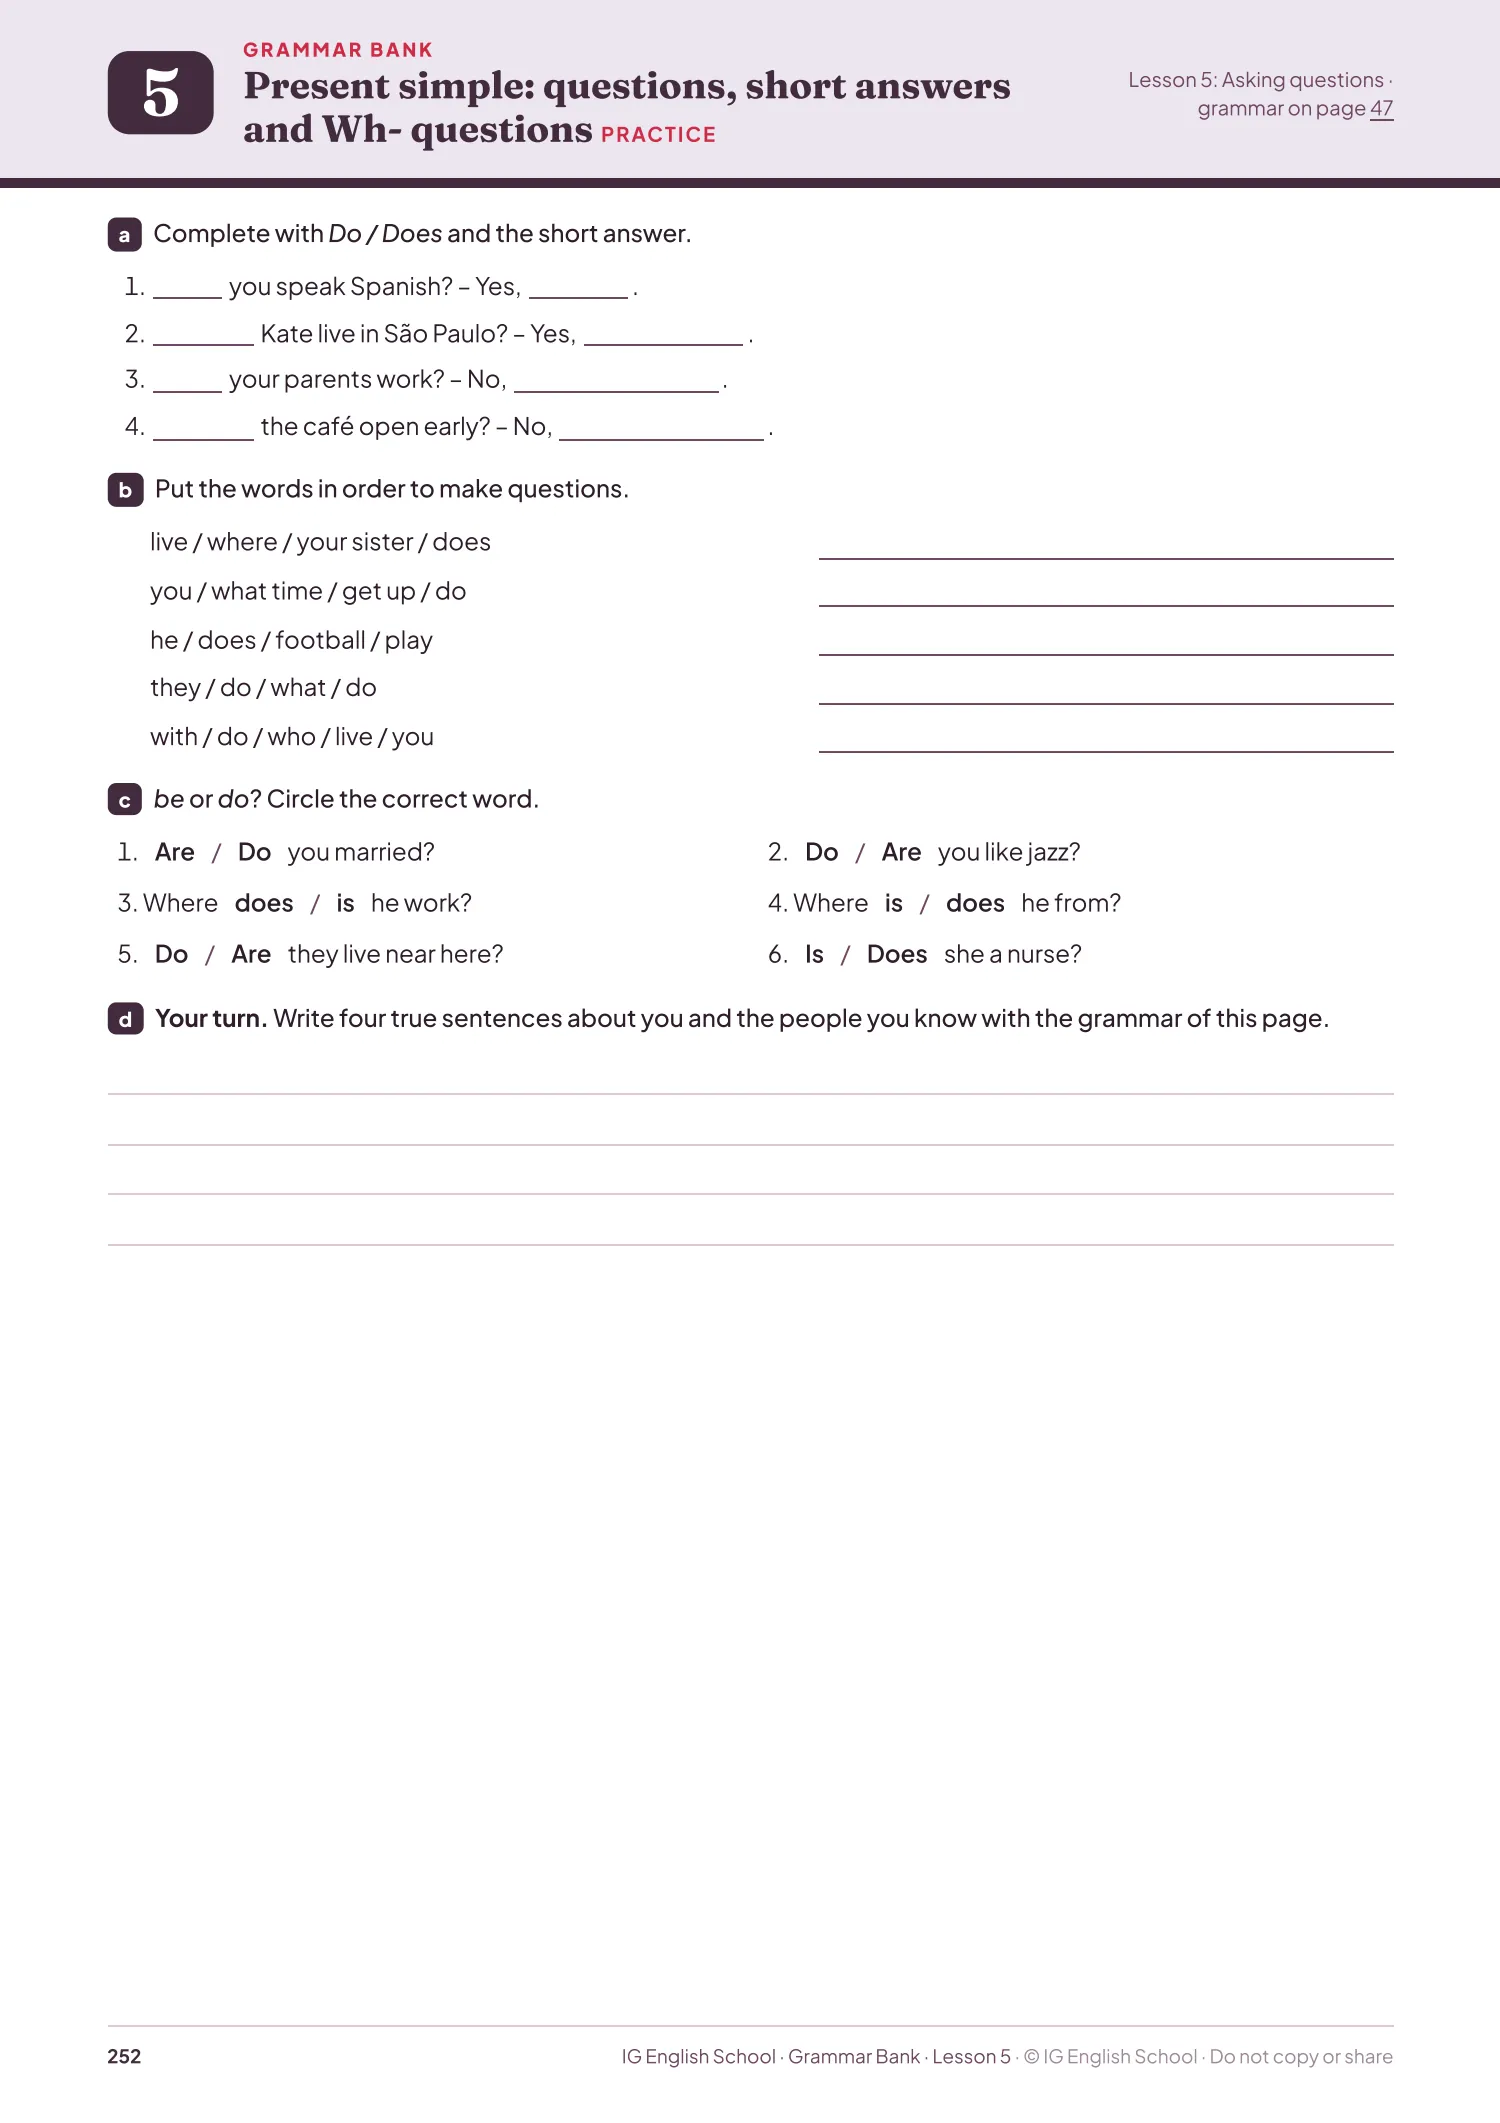 5
GRAMMAR BANK
Present simple: questions, short answers
and Wh- questions PRACTICE
Lesson 5: Asking questions ·
grammar on page 47
a Complete with Do / Does and the short answer.
1. ______ you speak Spanish? – Yes, ________ .
2. ________ Kate live in São Paulo? – Yes, _____________ .
3. ______ your parents work? – No, _________________ .
4. ________ the café open early? – No, _________________ .
b Put the words in order to make questions.
live / where / your sister / does
you / what time / get up / do
he / does / football / play
they / do / what / do
with / do / who / live / you
c be or do? Circle the correct word.
1. Are / Do you married?
2. Do / Are you like jazz?
3. Where does / is he work?
4. Where is / does he from?
5. Do / Are they live near here?
6. Is / Does she a nurse?
d Your turn. Write four true sentences about you and the people you know with the grammar of this page.
252
IG English School · Grammar Bank · Lesson 5 · © IG English School · Do not copy or share